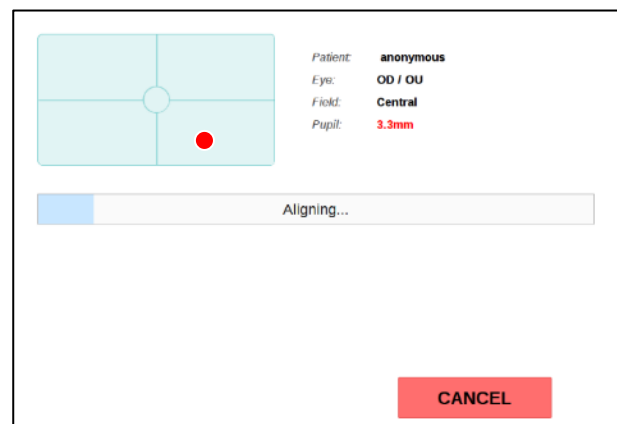 Patient: anonymous
Eye: OD / OU
Field: Central
Pupil: 3.3mm
Aligning...
CANCEL